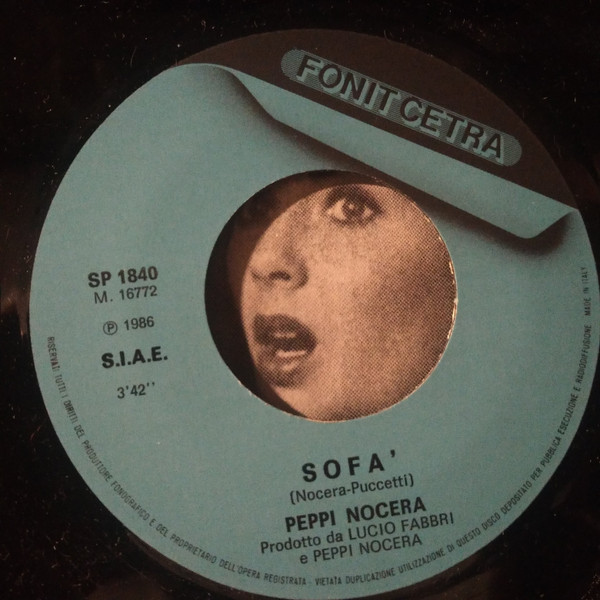 FONIT CETRA
SP 1840
M. 16772
Ⓟ 1986
S.I.A.E.
3'42''
SOFA'
(Nocera-Puccetti)
PEPPI NOCERA
Prodotto da LUCIO FABBRI
e PEPPI NOCERA
RISERVATI TUTTI I DIRITTI DEL PRODUTTORE FONOGRAFICO E DEL PROPRIETARIO DELL'OPERA REGISTRATA - VIETATA DUPLICAZIONE UTILIZZAZIONE DI QUESTO DISCO DEPOSITATO PER PUBBLICA ESECUZIONE E RADIODIFFUSIONE. MADE IN ITALY